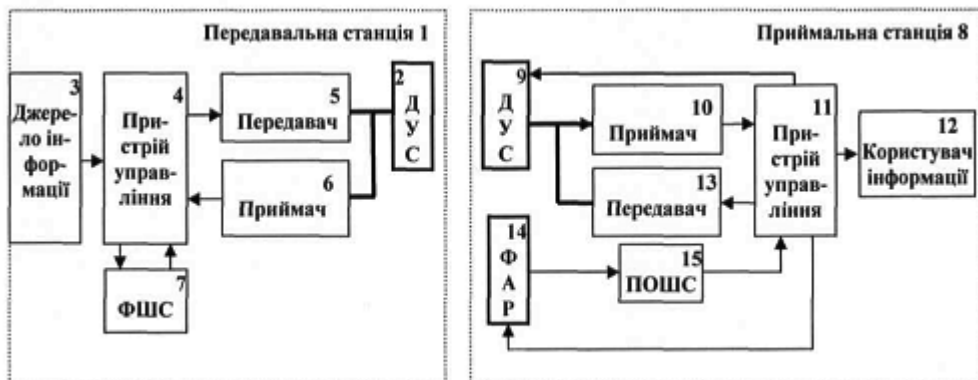 Передавальна станція 1
3
Джере-
ло ін-
фор-
мації
4
При-
стрій
управ-
ління
5
Передавач
2
Д
У
С
6
Приймач
7
ФШС
Приймальна станція 8
9
Д
У
С
10
Приймач
11
При-
стрій
управ-
ління
12
Користувач
інформації
13
Передавач
14
Ф
А
Р
15
ПОШС